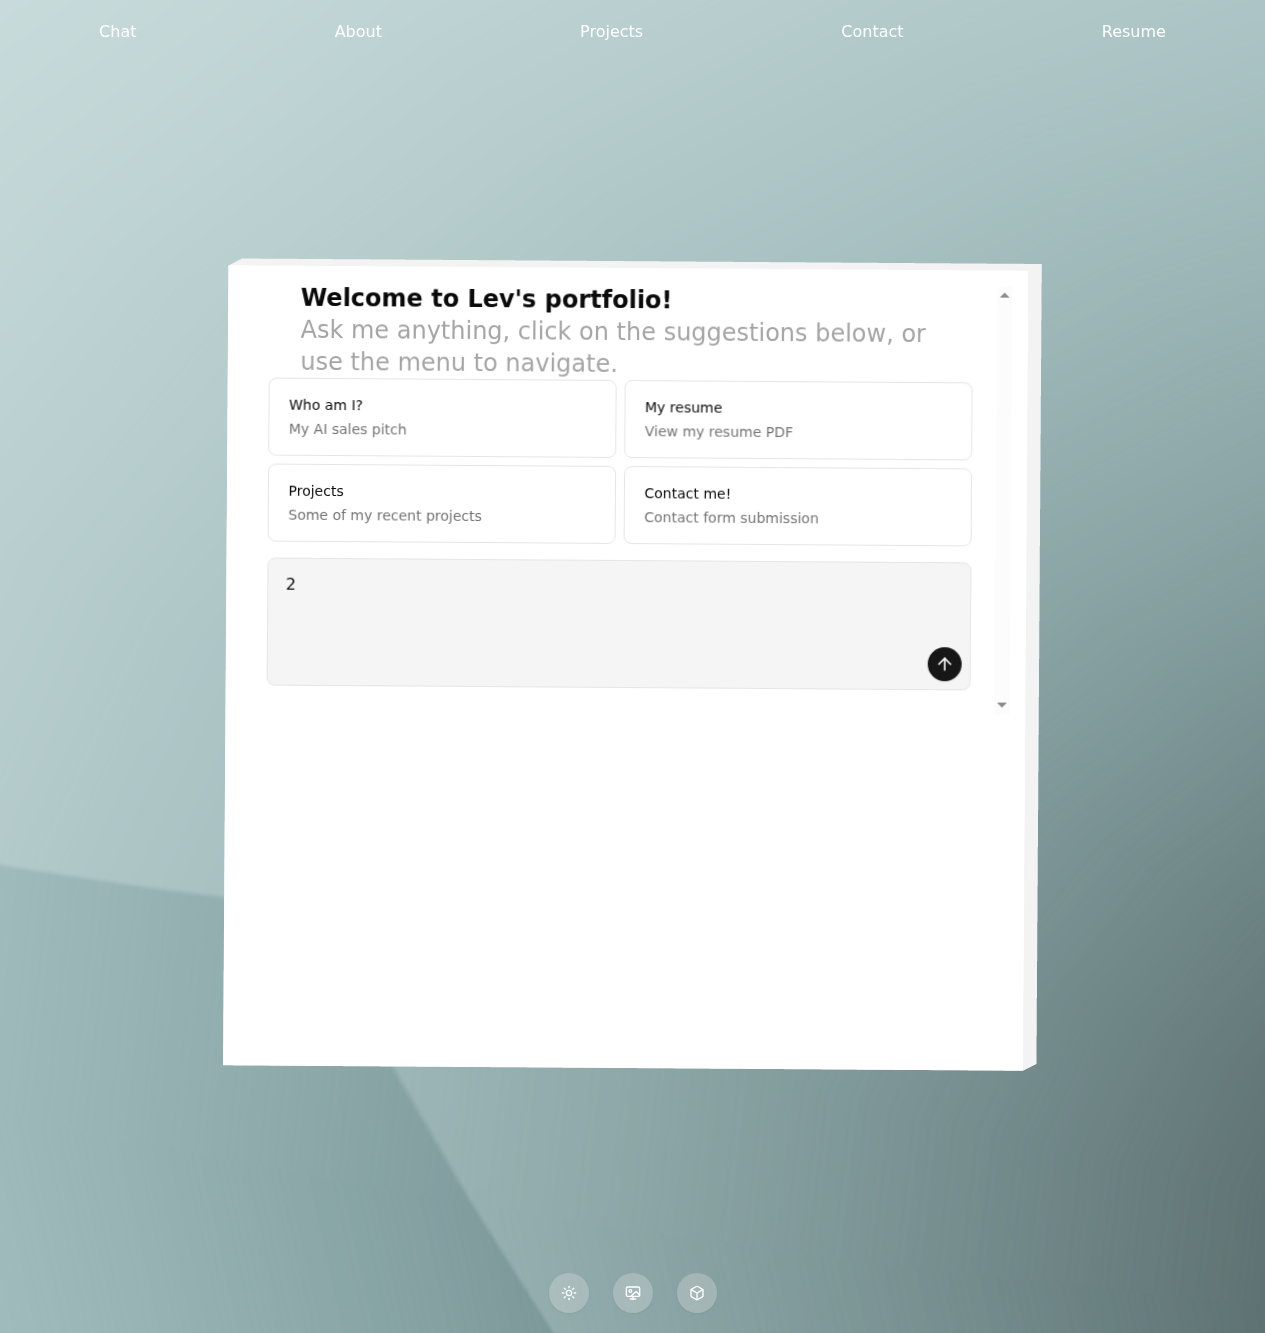 Chat About Projects Contact Resume
Welcome to Lev's portfolio!
Ask me anything, click on the suggestions below, or
use the menu to navigate.
Who am I?
My AI sales pitch
My resume
View my resume PDF
Projects
Some of my recent projects
Contact me!
Contact form submission
2